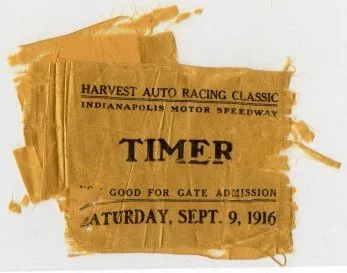 HARVEST AUTO RACING CLASSIC
INDIANAPOLIS MOTOR SPEEDWAY
TIMER
GOOD FOR GATE ADMISSION
SATURDAY, SEPT. 9, 1916